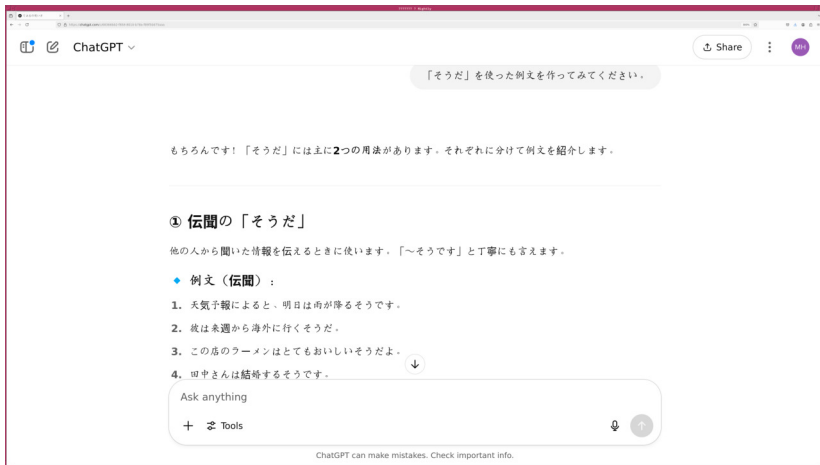 ChatGPT
Share
MH
「そうだ」を使った例文を作ってみてください。
もちろんです！「そうだ」には主に2つの用法があります。それぞれに分けて例文を紹介します。
① 伝聞の「そうだ」
他の人から聞いた情報を伝えるときに使います。「〜そうです」と丁寧にも言えます。
🔹 例文（伝聞）：
1. 天気予報によると、明日は雨が降るそうです。
2. 彼は来週から海外に行くそうだ。
3. この店のラーメンはとてもおいしいそうだよ。
4. 田中さんは結婚するそうです。
Ask anything
Tools
ChatGPT can make mistakes. Check important info.